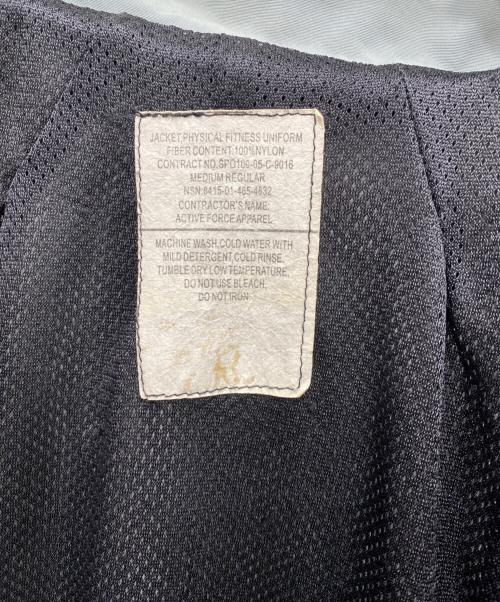 JACKET,PHYSICAL FITNESS UNIFORM
FIBER CONTENT:100%NYLON
CONTRACT NO.SPO100-05-C-9016
MEDIUM REGULAR
NSN:8415-01-465-4832
CONTRACTOR'S NAME:
ACTIVE FORCE APPAREL
MACHINE WASH,COLD WATER WITH
MILD DETERGENT,COLD RINSE,
TUMBLE DRY LOW TEMPERATURE,
DO NOT USE BLEACH,
DO NOT IRON